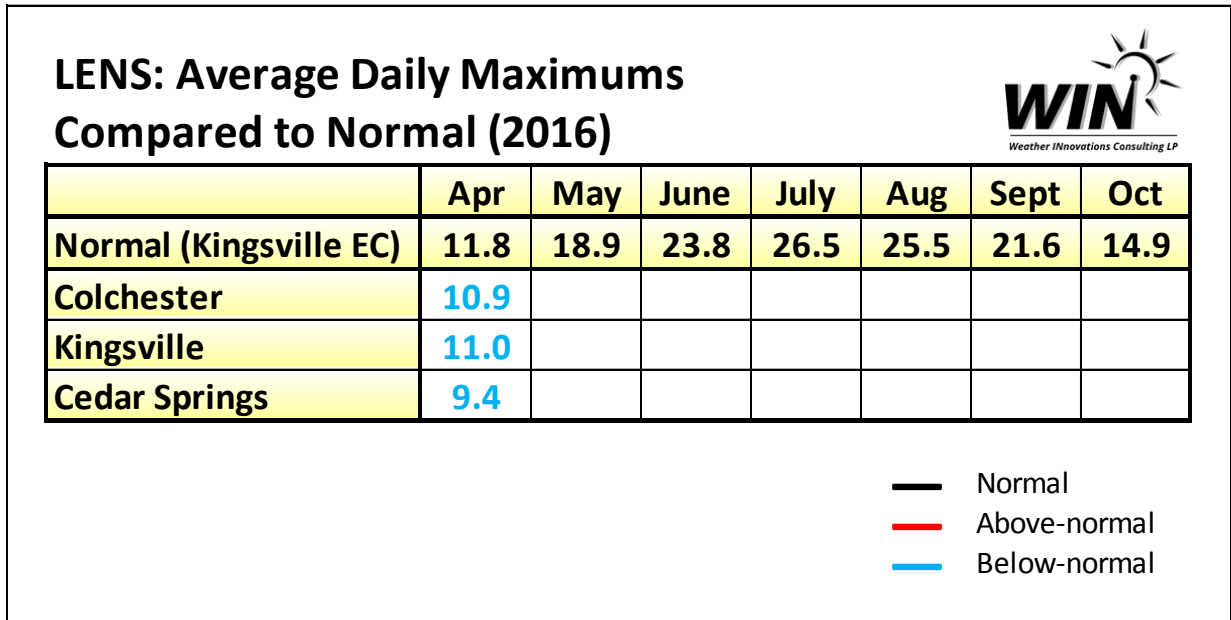 LENS: Average Daily Maximums
Compared to Normal (2016)
WIN
Weather INnovations Consulting LP
Apr May June July Aug Sept Oct
Normal (Kingsville EC) 11.8 18.9 23.8 26.5 25.5 21.6 14.9
Colchester 10.9
Kingsville 11.0
Cedar Springs 9.4
Normal
Above-normal
Below-normal